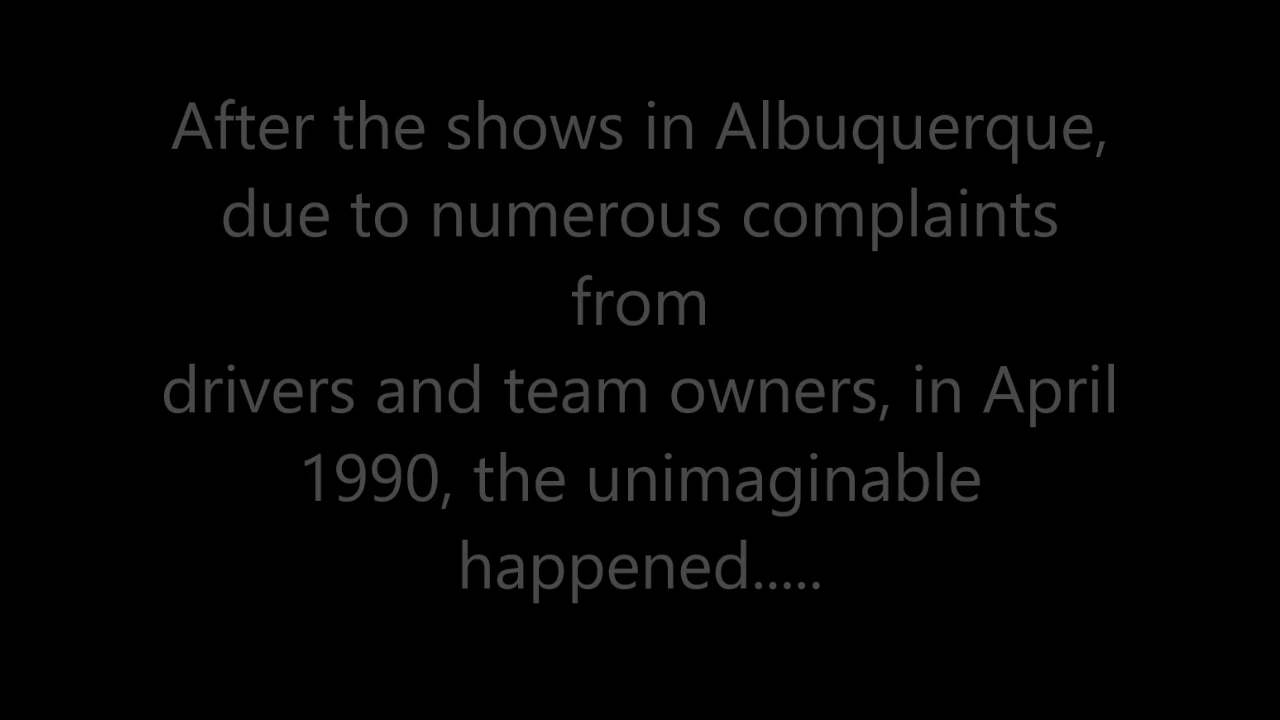 After the shows in Albuquerque,
due to numerous complaints
from
drivers and team owners, in April
1990, the unimaginable
happened.....